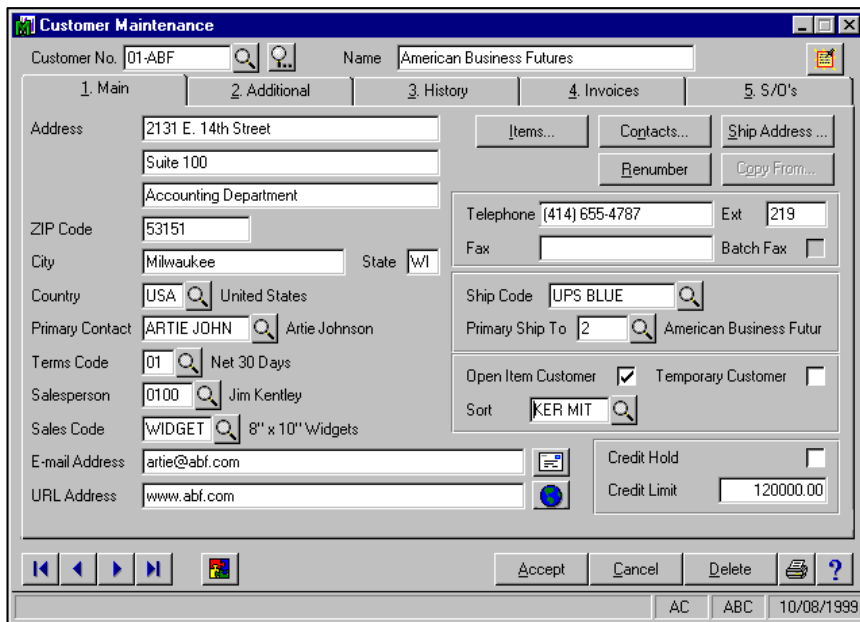 Customer Maintenance
Customer No. 01-ABF Name American Business Futures
1. Main 2. Additional 3. History 4. Invoices 5. S/O's
Address 2131 E. 14th Street Items... Contacts... Ship Address ...
Suite 100 Renumber Copy From...
Accounting Department
Telephone (414) 655-4787 Ext 219
ZIP Code 53151
Fax Batch Fax
City Milwaukee State WI
Country USA United States Ship Code UPS BLUE
Primary Contact ARTIE JOHN Artie Johnson Primary Ship To 2 American Business Futur
Terms Code 01 Net 30 Days
Open Item Customer Temporary Customer
Salesperson 0100 Jim Kentley
Sort KER MIT
Sales Code WIDGET 8" x 10" Widgets
E-mail Address artie@abf.com Credit Hold
URL Address www.abf.com Credit Limit 120000.00
Accept Cancel Delete ?
AC ABC 10/08/1999